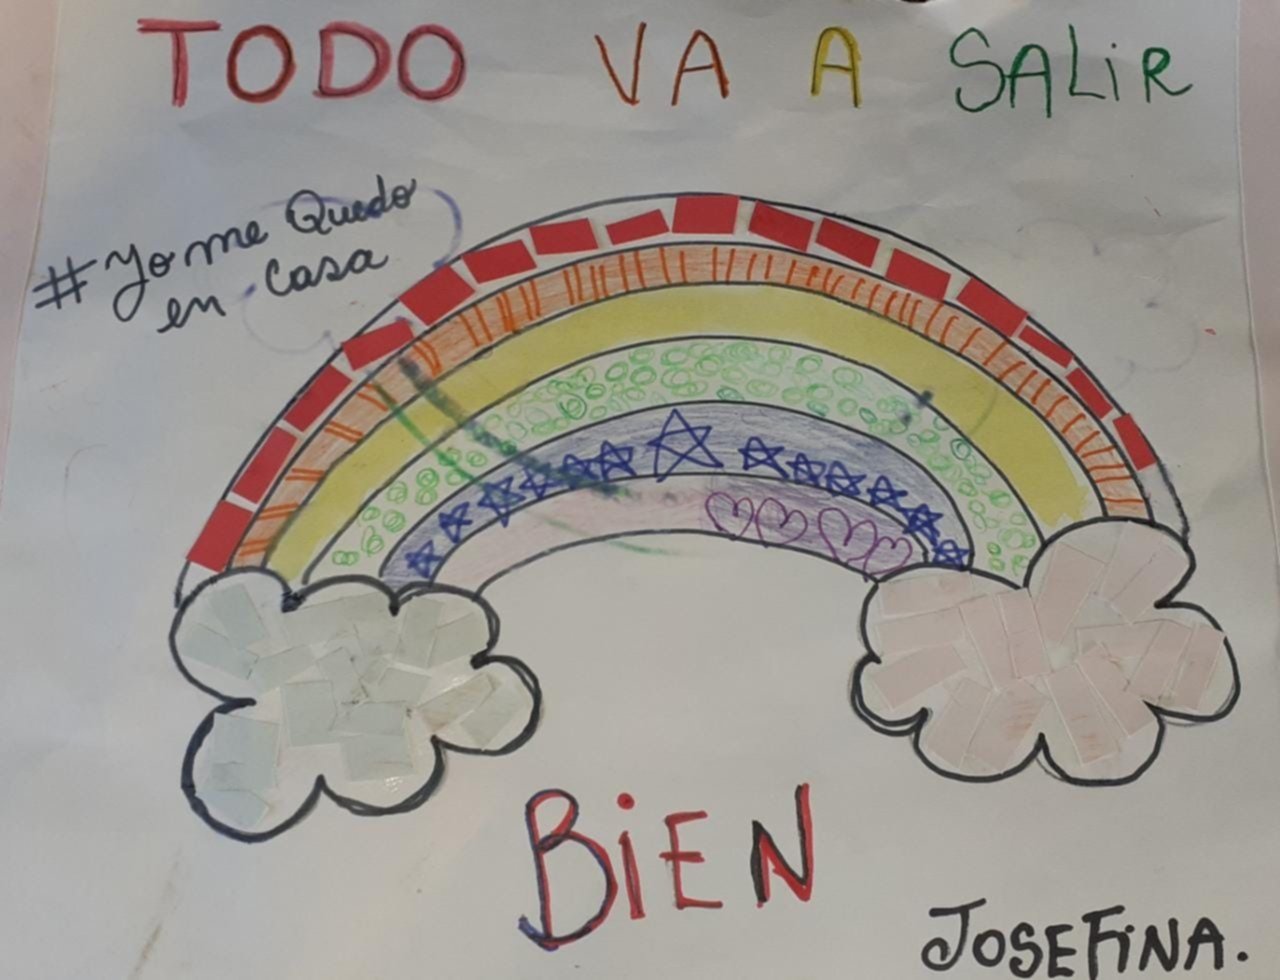 TODO VA A SALiR
#Yo me Quedo
en Casa
BiEN
JOSEFiNA.